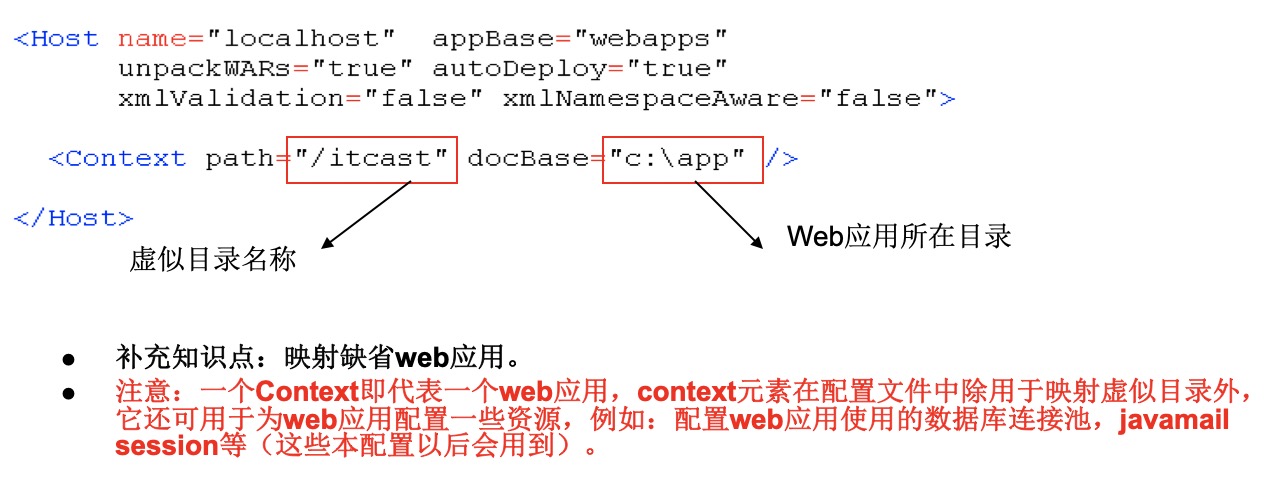 <Host name="localhost" appBase="webapps"
unpackWARs="true" autoDeploy="true"
xmlValidation="false" xmlNamespaceAware="false">
<Context path="/itcast" docBase="c:\app" />
</Host>
Web应用所在目录
虚似目录名称
● 补充知识点：映射缺省web应用。
● 注意：一个Context即代表一个web应用，context元素在配置文件中除用于映射虚似目录外，
它还可用于为web应用配置一些资源，例如：配置web应用使用的数据库连接池，javamail
session等（这些本配置以后会用到）。